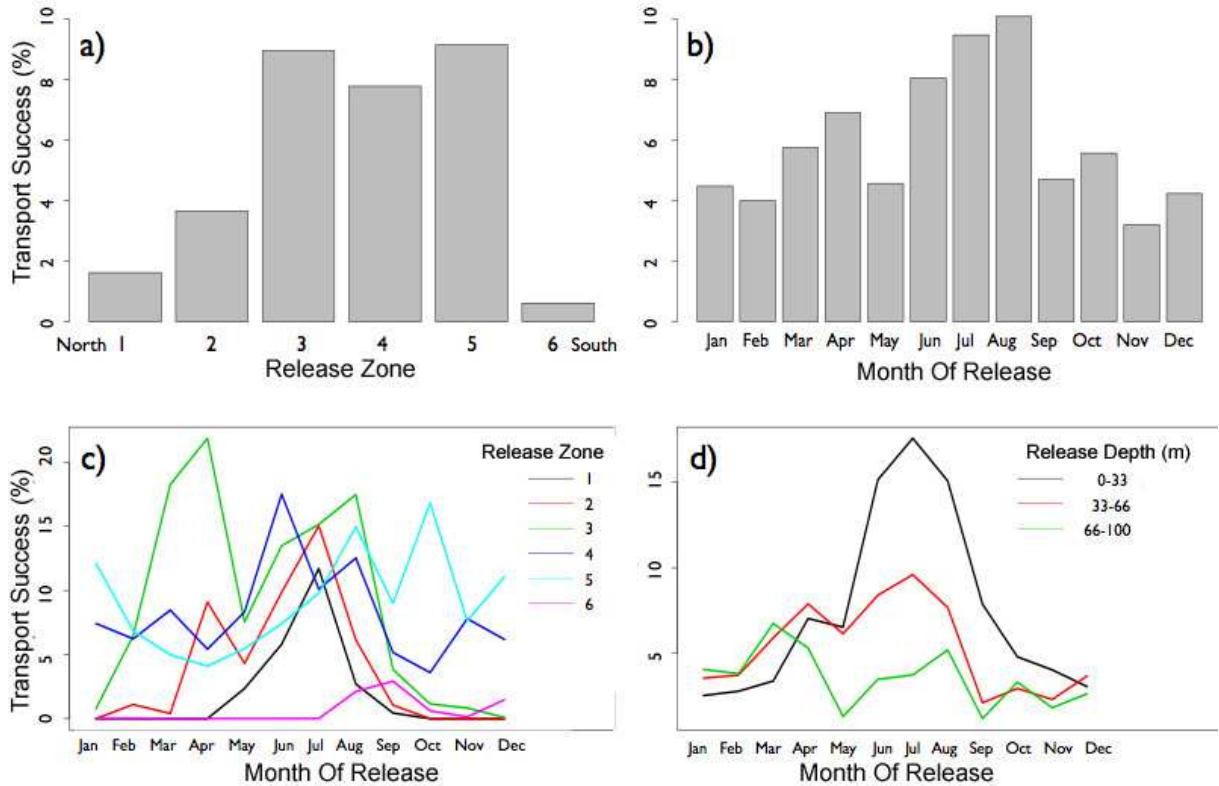 a)
Transport Success (%)
10
8
6
4
2
0
North 1 2 3 4 5 6 South
Release Zone
b)
10
8
6
4
2
0
Jan Feb Mar Apr May Jun Jul Aug Sep Oct Nov Dec
Month Of Release
c)
Transport Success (%)
20
15
10
5
0
Release Zone
1
2
3
4
5
6
Jan Feb Mar Apr May Jun Jul Aug Sep Oct Nov Dec
Month Of Release
d)
15
10
5
Release Depth (m)
0-33
33-66
66-100
Jan Feb Mar Apr May Jun Jul Aug Sep Oct Nov Dec
Month Of Release